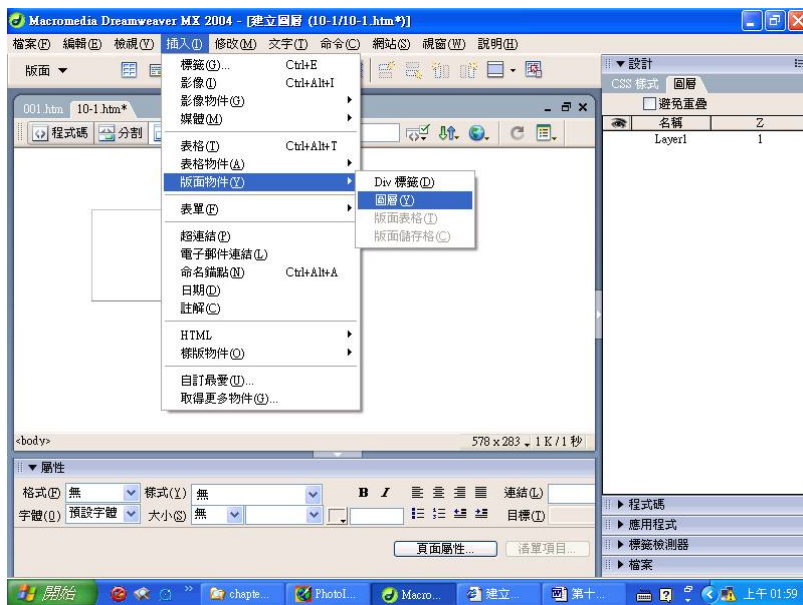 Macromedia Dreamweaver MX 2004 - [建立圖層 (10-1/10-1.htm*)]
檔案(F) 編輯(E) 檢視(V) 插入(I) 修改(M) 文字(T) 命令(C) 網站(S) 視窗(W) 說明(H)
版面
標籤(G)... Ctrl+E
影像(I) Ctrl+Alt+I
影像物件(G)
媒體(M)
表格(T) Ctrl+Alt+T
表格物件(A)
版面物件(Y)
表單(F)
超連結(P)
電子郵件連結(L)
命名錨點(N) Ctrl+Alt+A
日期(D)
註解(C)
HTML
樣版物件(O)
自訂最愛(U)...
取得更多物件(G)...
Div 標籤(D)
圖層(Y)
版面表格(T)
版面儲存格(C)
001.htm 10-1.htm*
程式碼 分割
<body> 578 x 283 1 K / 1 秒
設計
CSS 樣式 圖層
避免重疊
名稱 Z
Layer1 1
程式碼
應用程式
標籤檢測器
檔案
屬性
格式(F) 無 樣式(Y) 無 B I 連結(L)
字體(O) 預設字體 大小(S) 無 目標(T)
頁面屬性... 清單項目...
開始 chapte... PhotoI... Macro... 建立... 第十... 上午 01:59